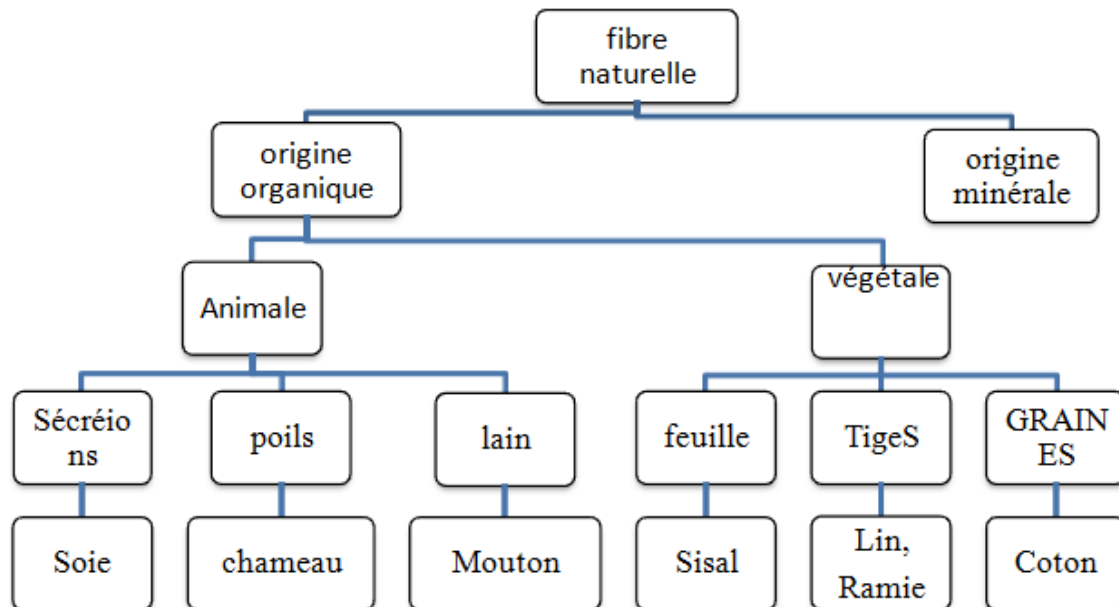 fibre
naturelle
origine
organique
origine
minérale
Animale
végétale
Sécréio
ns
poils
lain
feuille
TigeS
GRAIN
ES
Soie
chameau
Mouton
Sisal
Lin,
Ramie
Coton